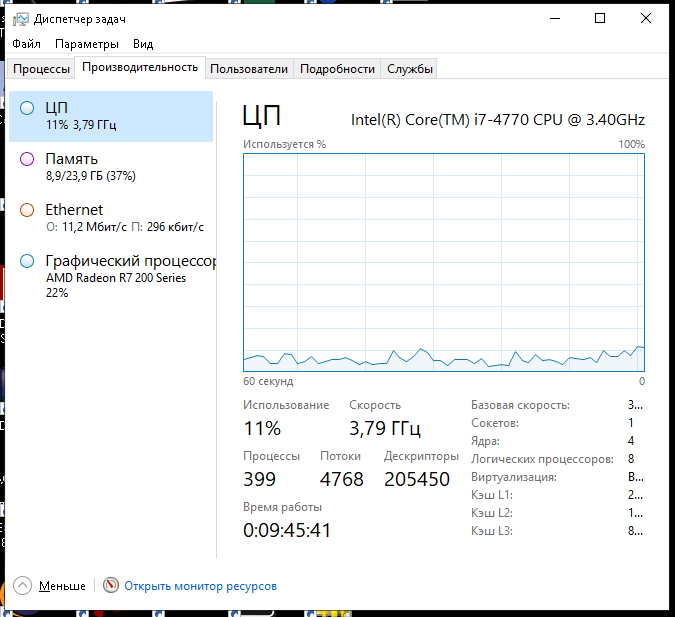 Диспетчер задач
Файл Параметры Вид
Процессы Производительность Пользователи Подробности Службы
ЦП
11% 3,79 ГГц
Память
8,9/23,9 ГБ (37%)
Ethernet
О: 11,2 Мбит/с П: 296 кбит/с
Графический процессор
AMD Radeon R7 200 Series
22%
ЦП
Intel(R) Core(TM) i7-4770 CPU @ 3.40GHz
Используется %
100%
60 секунд
0
Использование
11%
Скорость
3,79 ГГц
Процессы
399
Потоки
4768
Дескрипторы
205450
Время работы
0:09:45:41
Базовая скорость: 3...
Сокетов: 1
Ядра: 4
Логических процессоров: 8
Виртуализация: В...
Кэш L1: 2...
Кэш L2: 1...
Кэш L3: 8...
Меньше
Открыть монитор ресурсов